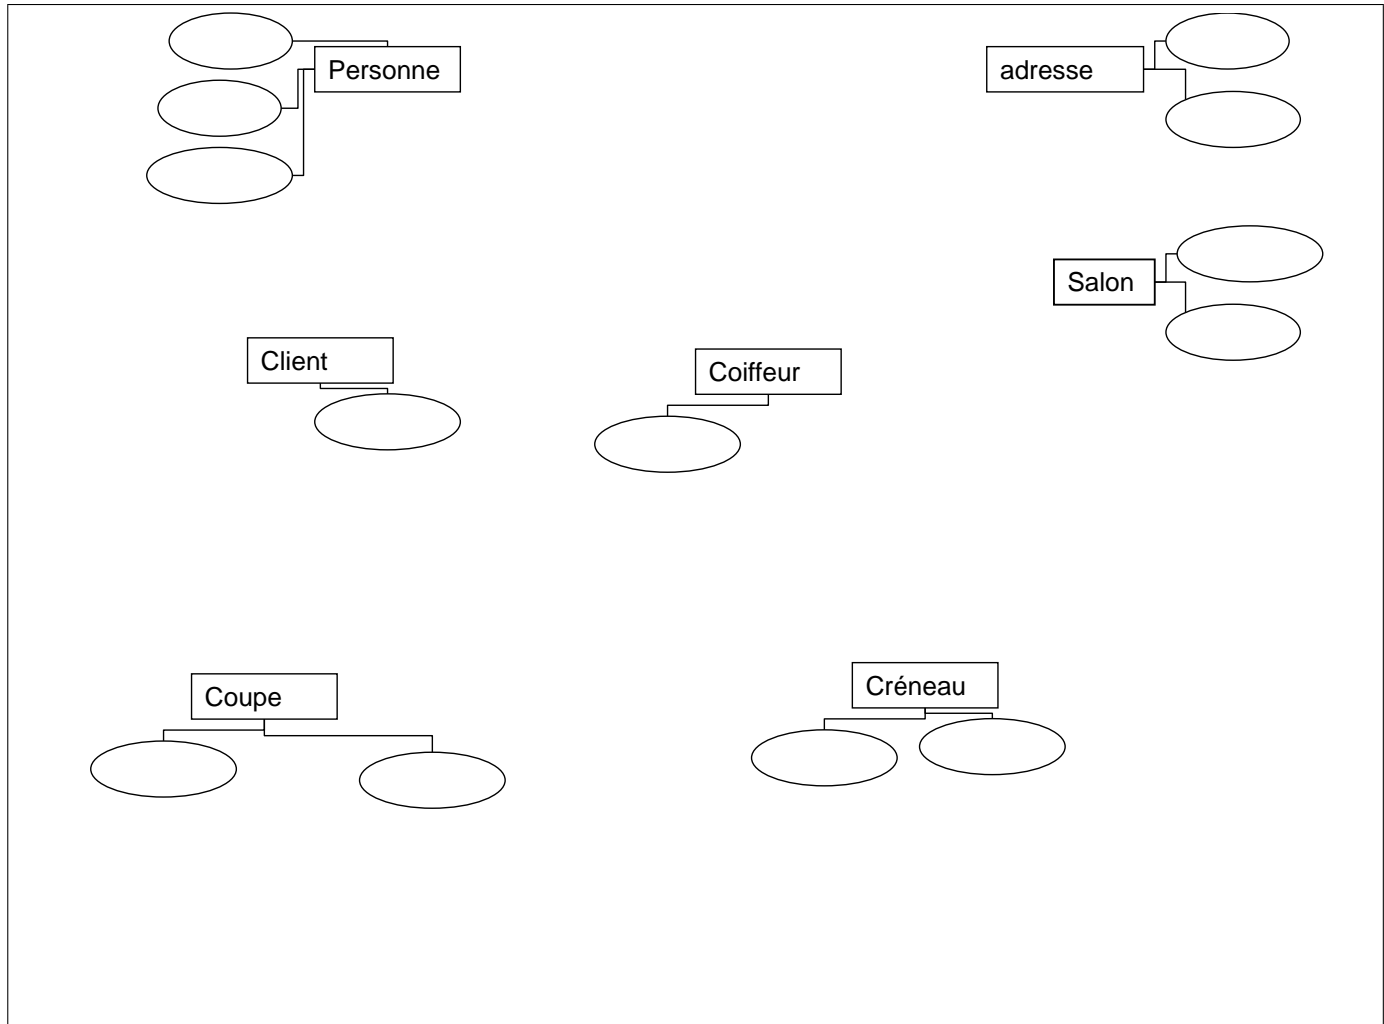 Personne
adresse
Salon
Client
Coiffeur
Coupe
Créneau